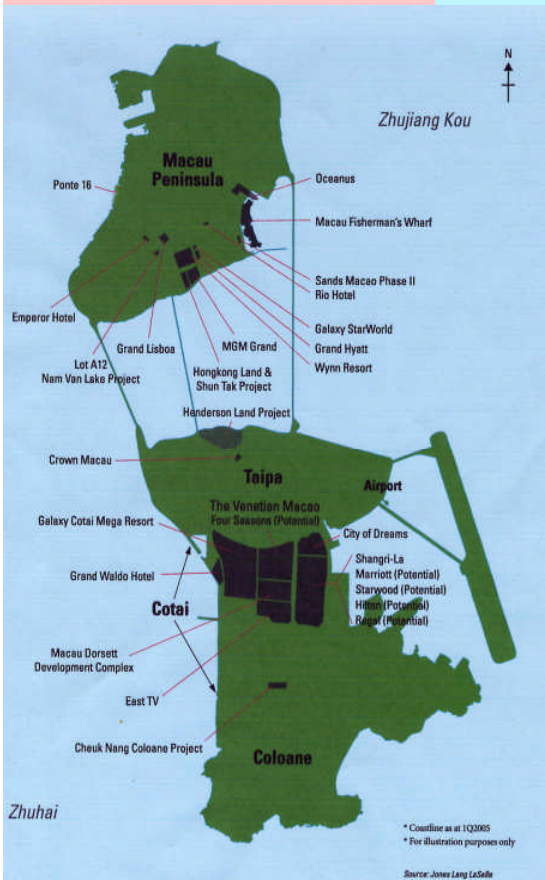 N
Zhujiang Kou
Macau
Peninsula
Ponte 16
Oceanus
Macau Fisherman's Wharf
Sands Macao Phase II
Rio Hotel
Emperor Hotel
Galaxy StarWorld
Grand Lisboa
MGM Grand
Grand Hyatt
Lot A12
Nam Van Lake Project
Hongkong Land &
Shun Tak Project
Wynn Resort
Henderson Land Project
Crown Macau
Taipa
Airport
The Venetian Macao
Four Seasons (Potential)
Galaxy Cotai Mega Resort
City of Dreams
Grand Waldo Hotel
Shangri-La
Marriott (Potential)
Starwood (Potential)
Hilton (Potential)
Regal (Potential)
Cotai
Macau Dorsett
Development Complex
East TV
Cheuk Nang Coloane Project
Coloane
Zhuhai
* Coastline as at 1Q2005
* For illustration purposes only
Source: Jones Lang LaSalle